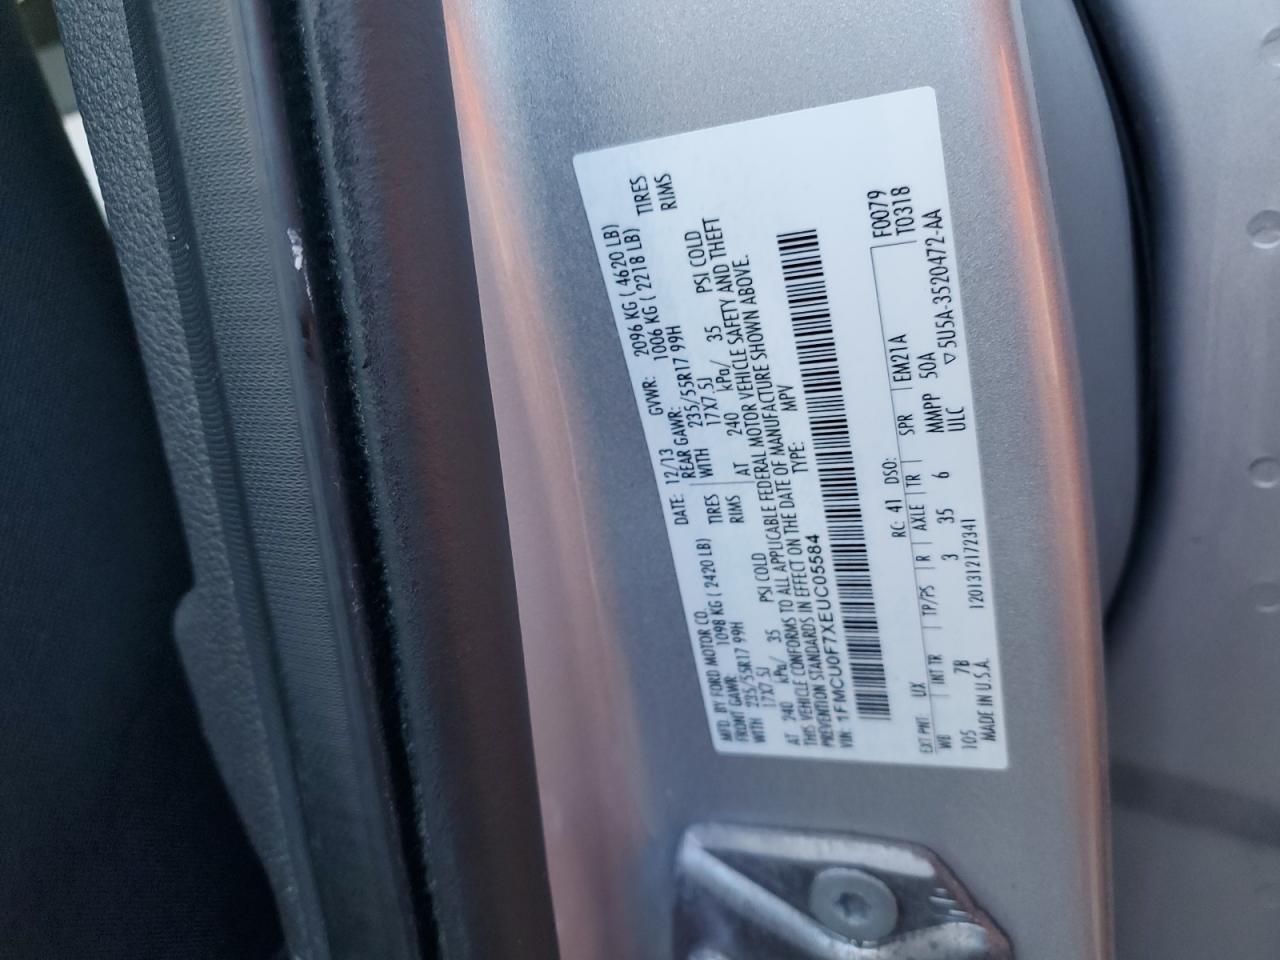 MFD. BY FORD MOTOR CO. DATE: 12/13 GVWR: 2096 KG ( 4620 LB)
FRONT GAWR: 1098 KG ( 2420 LB) REAR GAWR: 1006 KG ( 2218 LB)
WITH 235/55R17 99H TIRES WITH 235/55R17 99H TIRES
17X7.5J RIMS 17X7.5J RIMS
AT 240 kPa/ 35 PSI COLD AT 240 kPa/ 35 PSI COLD
THIS VEHICLE CONFORMS TO ALL APPLICABLE FEDERAL MOTOR VEHICLE SAFETY AND THEFT
PREVENTION STANDARDS IN EFFECT ON THE DATE OF MANUFACTURE SHOWN ABOVE.
VIN: 1FMCU0F7XEUC05584 TYPE: MPV
F0079
EXT PNT: UX RC: 41 DSO: T0318
WB INT TR TP/PS R AXLE TR SPR EM21A
105 7B 3 35 6 MMPP 50A
MADE IN U.S.A. 120131217234​1 ULC ▽5U5A-3520472-AA